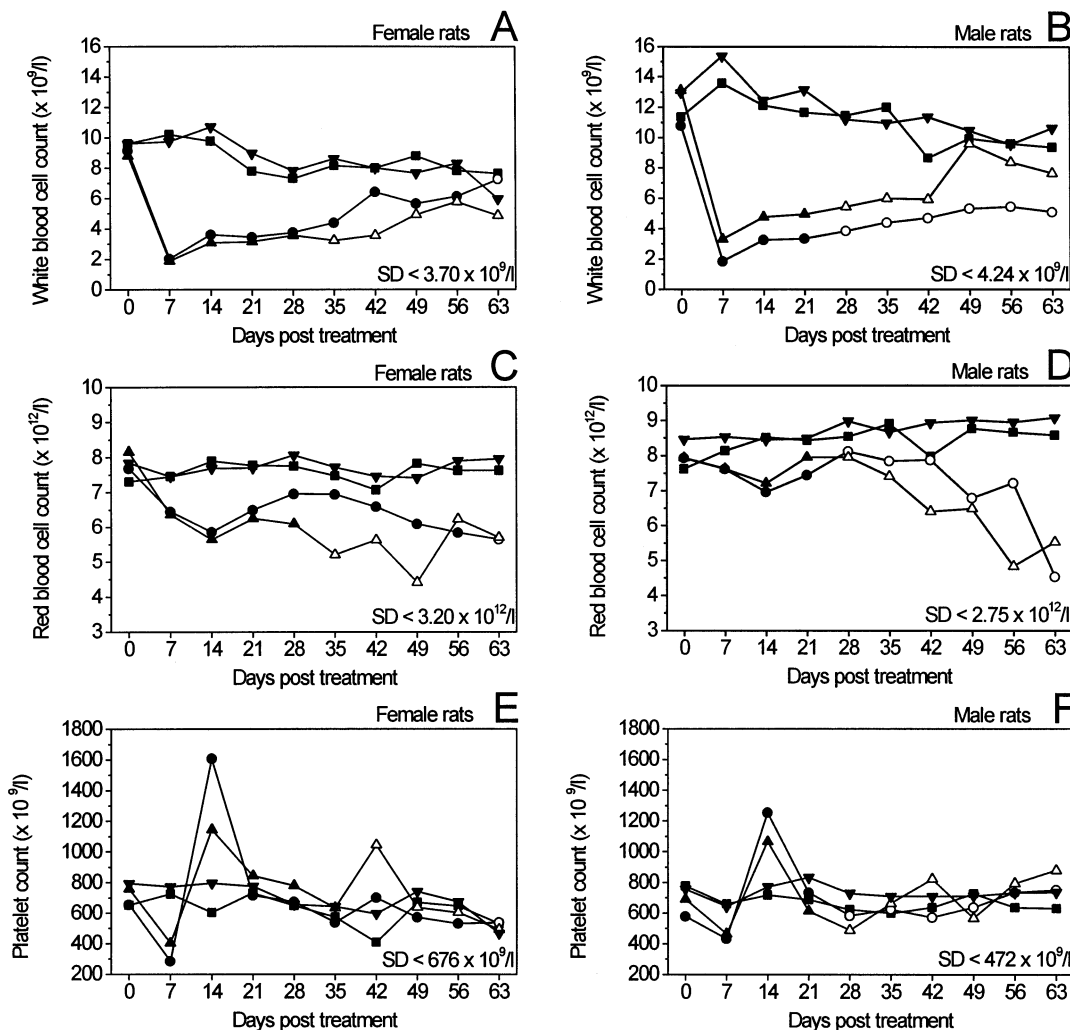 Female rats A
White blood cell count (x 10⁹/l)
16
14
12
10
8
6
4
2
0
SD < 3.70 x 10⁹/l
0 7 14 21 28 35 42 49 56 63
Days post treatment
Male rats B
White blood cell count (x 10⁹/l)
16
14
12
10
8
6
4
2
0
SD < 4.24 x 10⁹/l
0 7 14 21 28 35 42 49 56 63
Days post treatment
Female rats C
Red blood cell count (x 10¹²/l)
10
9
8
7
6
5
4
3
SD < 3.20 x 10¹²/l
0 7 14 21 28 35 42 49 56 63
Days post treatment
Male rats D
Red blood cell count (x 10¹²/l)
10
9
8
7
6
5
4
3
SD < 2.75 x 10¹²/l
0 7 14 21 28 35 42 49 56 63
Days post treatment
Female rats E
Platelet count (x 10⁹/l)
1800
1600
1400
1200
1000
800
600
400
200
SD < 676 x 10⁹/l
0 7 14 21 28 35 42 49 56 63
Days post treatment
Male rats F
Platelet count (x 10⁹/l)
1800
1600
1400
1200
1000
800
600
400
200
SD < 472 x 10⁹/l
0 7 14 21 28 35 42 49 56 63
Days post treatment